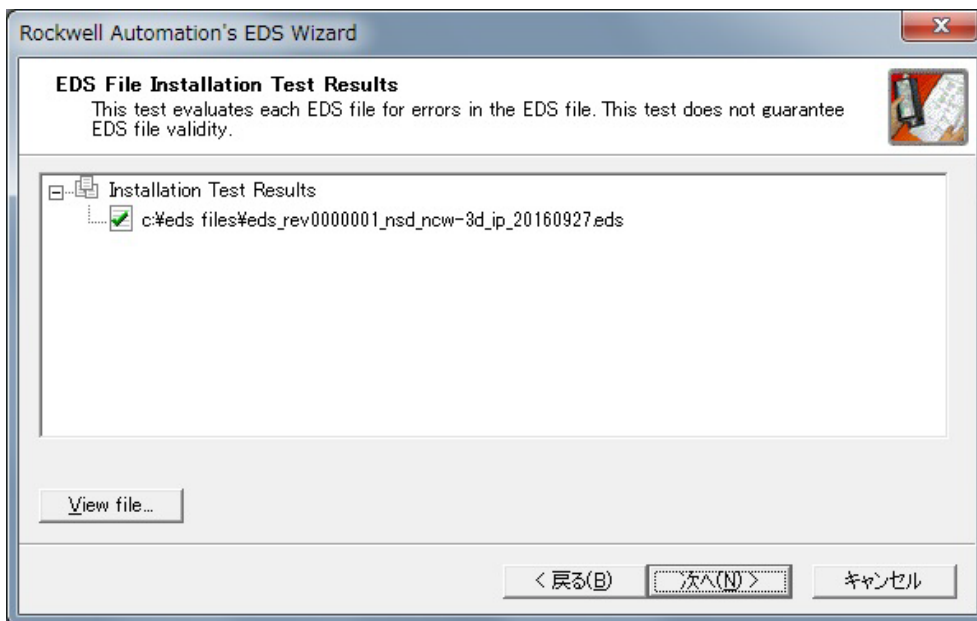 Rockwell Automation's EDS Wizard
EDS File Installation Test Results
This test evaluates each EDS file for errors in the EDS file. This test does not guarantee
EDS file validity.
Installation Test Results
c:¥eds files¥eds_rev0000001_nsd_ncw-3d_ip_20160927.eds
View file...
< 戻る(B)
次へ(N) >
キャンセル